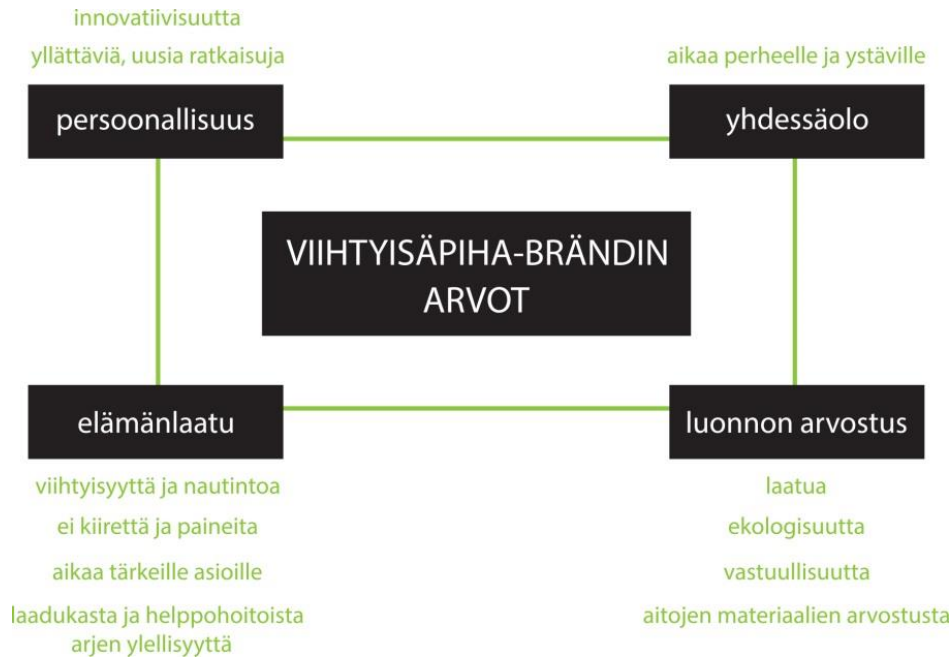 innovatiivisuutta
yllättäviä, uusia ratkaisuja
persoonallisuus
aikaa perheelle ja ystäville
yhdessäolo
VIIHTYISÄPIHA-BRÄNDIN
ARVOT
elämänlaatu
viihtyisyyttä ja nautintoa
ei kiirettä ja paineita
aikaa tärkeille asioille
laadukasta ja helppohoitoista
arjen ylellisyyttä
luonnon arvostus
laatua
ekologisuutta
vastuullisuutta
aitojen materiaalien arvostusta